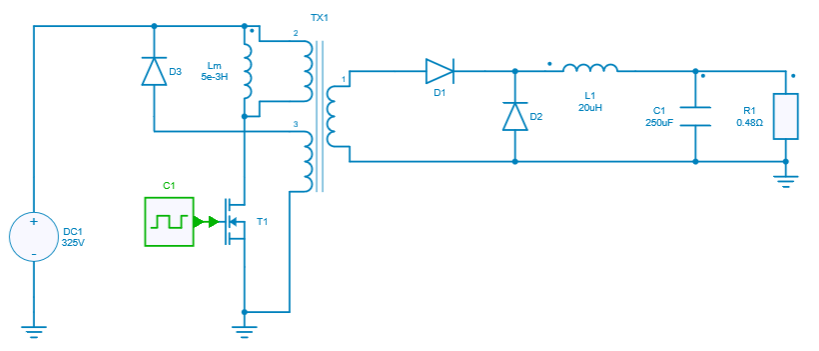 TX1
2
D3
Lm
5e-3H
1
D1
L1
20uH
D2
C1
250uF
R1
0.48Ω
3
C1
T1
+
DC1
325V
-